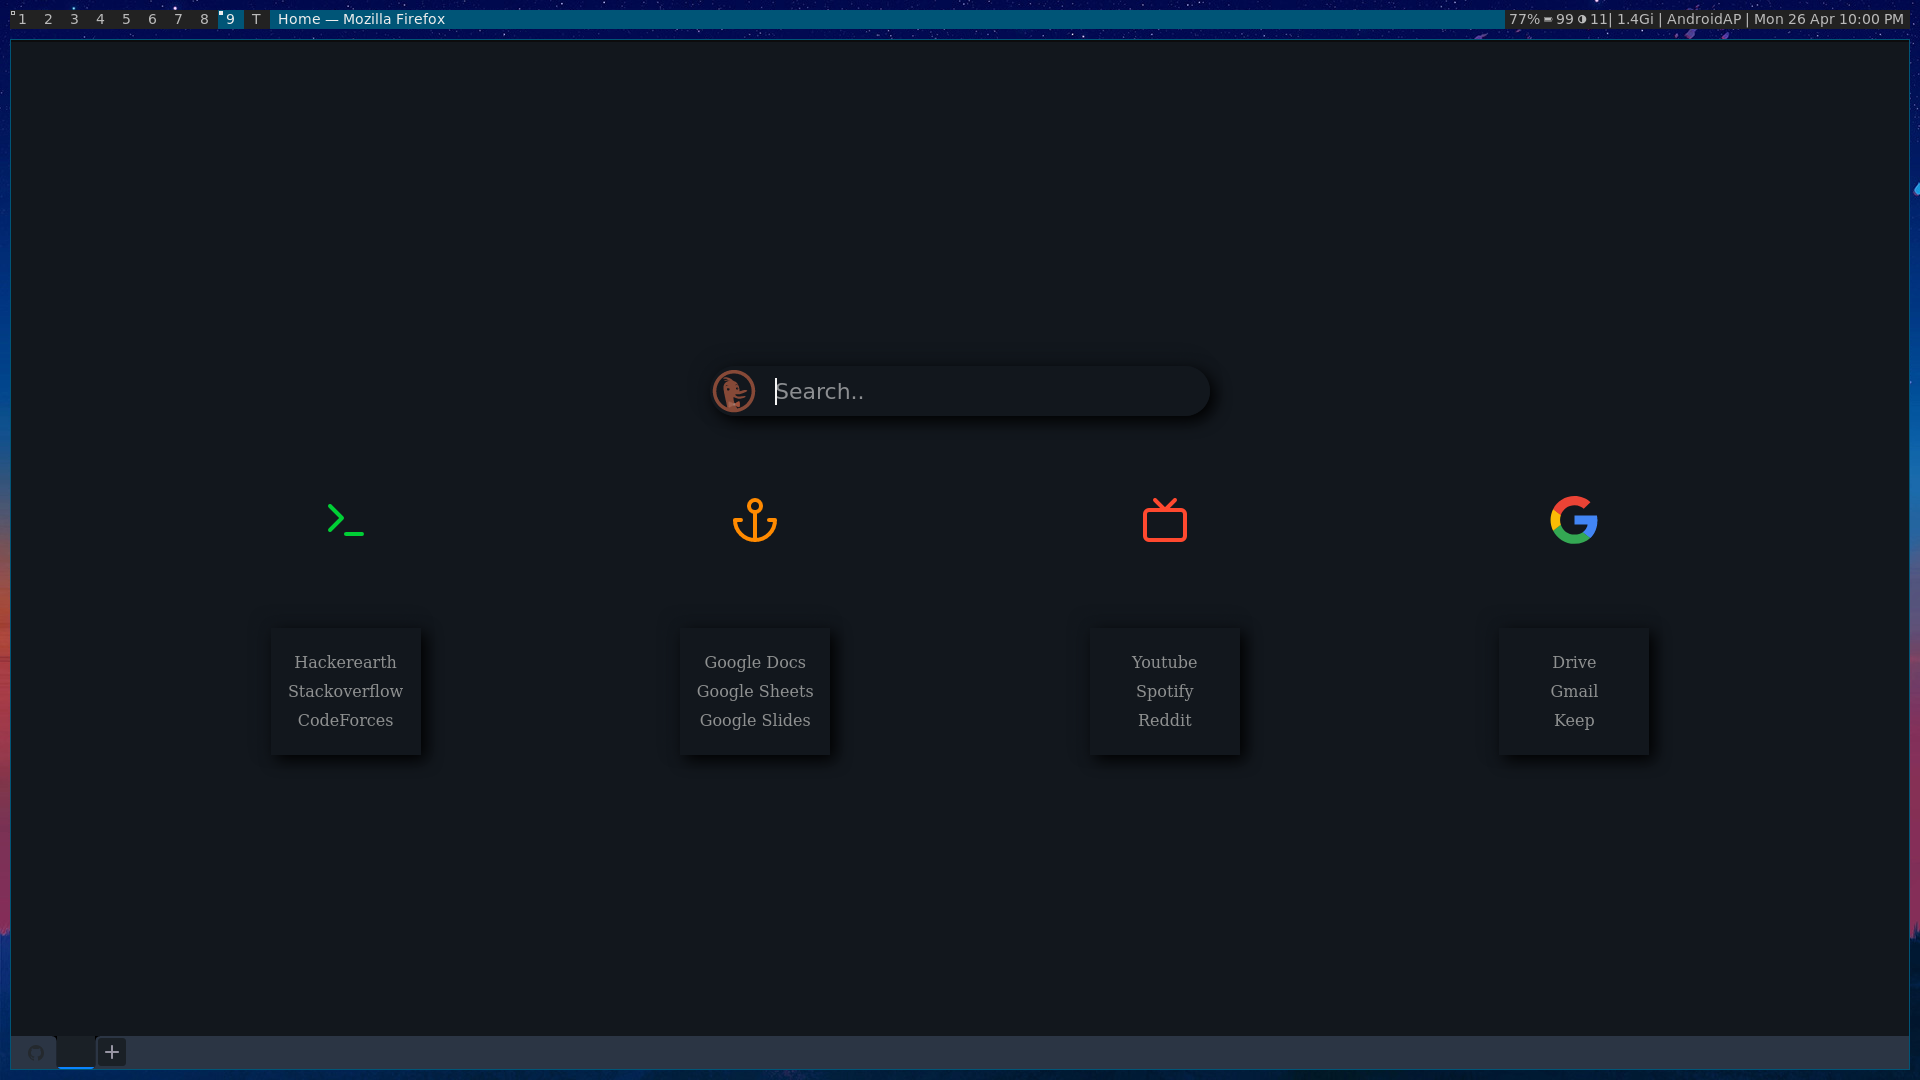 1 2 3 4 5 6 7 8 9 T Home — Mozilla Firefox 77% 99 11| 1.4Gi | AndroidAP | Mon 26 Apr 10:00 PM
Search..
Hackerearth
Stackoverflow
CodeForces
Google Docs
Google Sheets
Google Slides
Youtube
Spotify
Reddit
Drive
Gmail
Keep